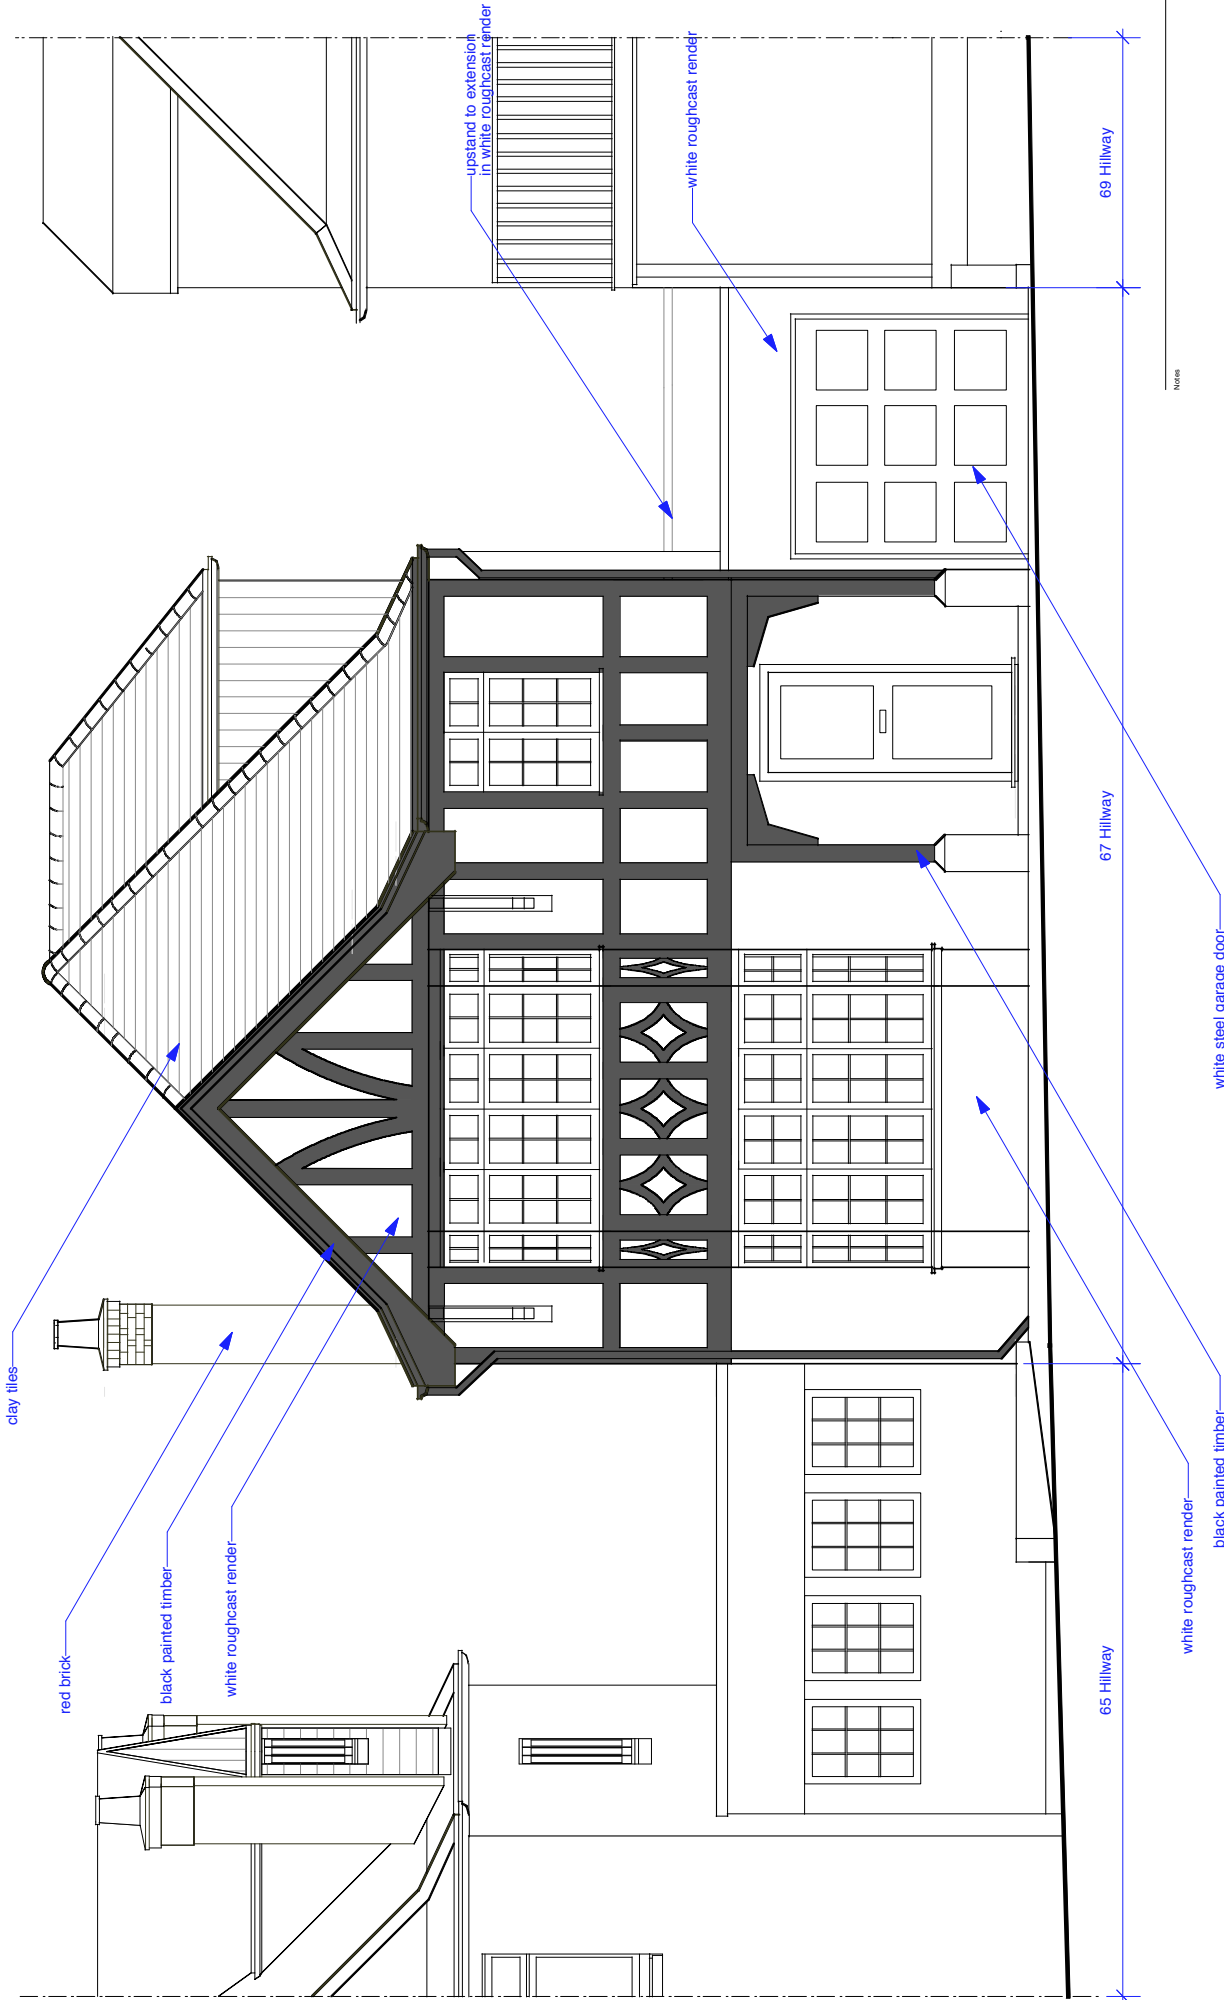 clay tiles
red brick
black painted timber
white roughcast render
upstand to extension
in white roughcast render
white roughcast render
65 Hillway
67 Hillway
69 Hillway
white roughcast render
black painted timber
white steel garage door
Notes